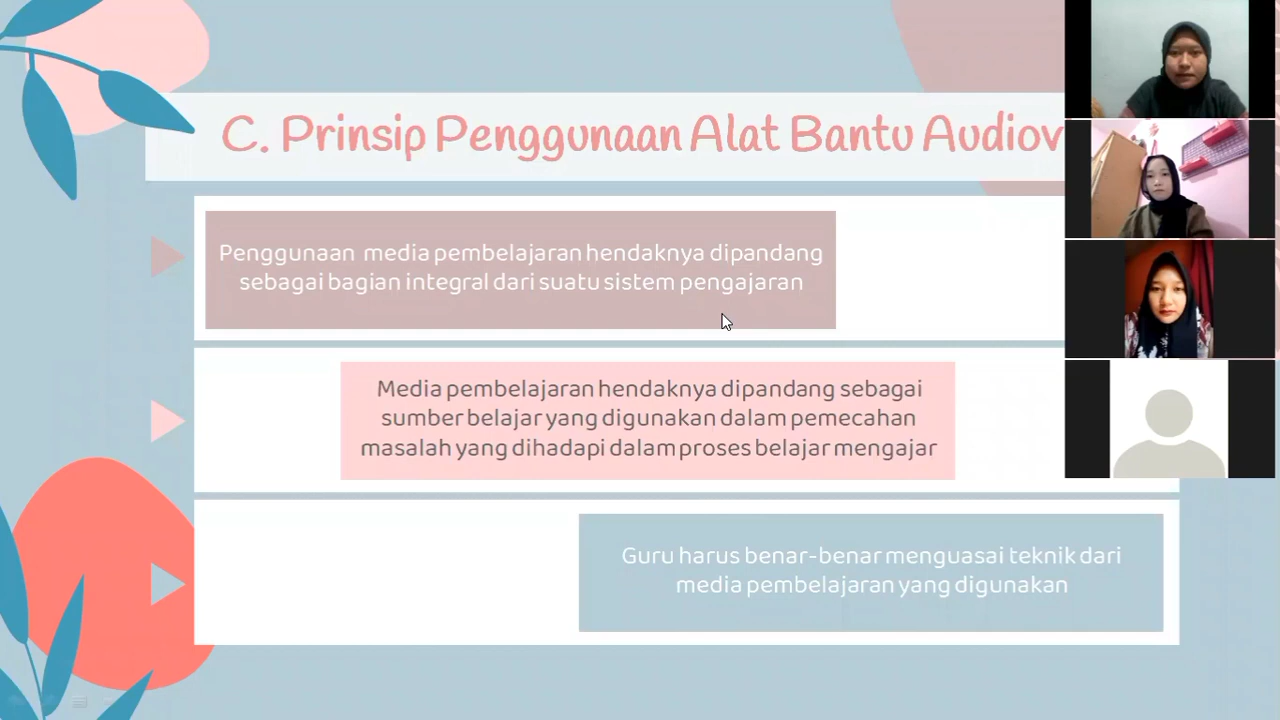 C. Prinsip Penggunaan Alat Bantu Audiov
Penggunaan media pembelajaran hendaknya dipandang
sebagai bagian integral dari suatu sistem pengajaran
Media pembelajaran hendaknya dipandang sebagai
sumber belajar yang digunakan dalam pemecahan
masalah yang dihadapi dalam proses belajar mengajar
Guru harus benar-benar menguasai teknik dari
media pembelajaran yang digunakan